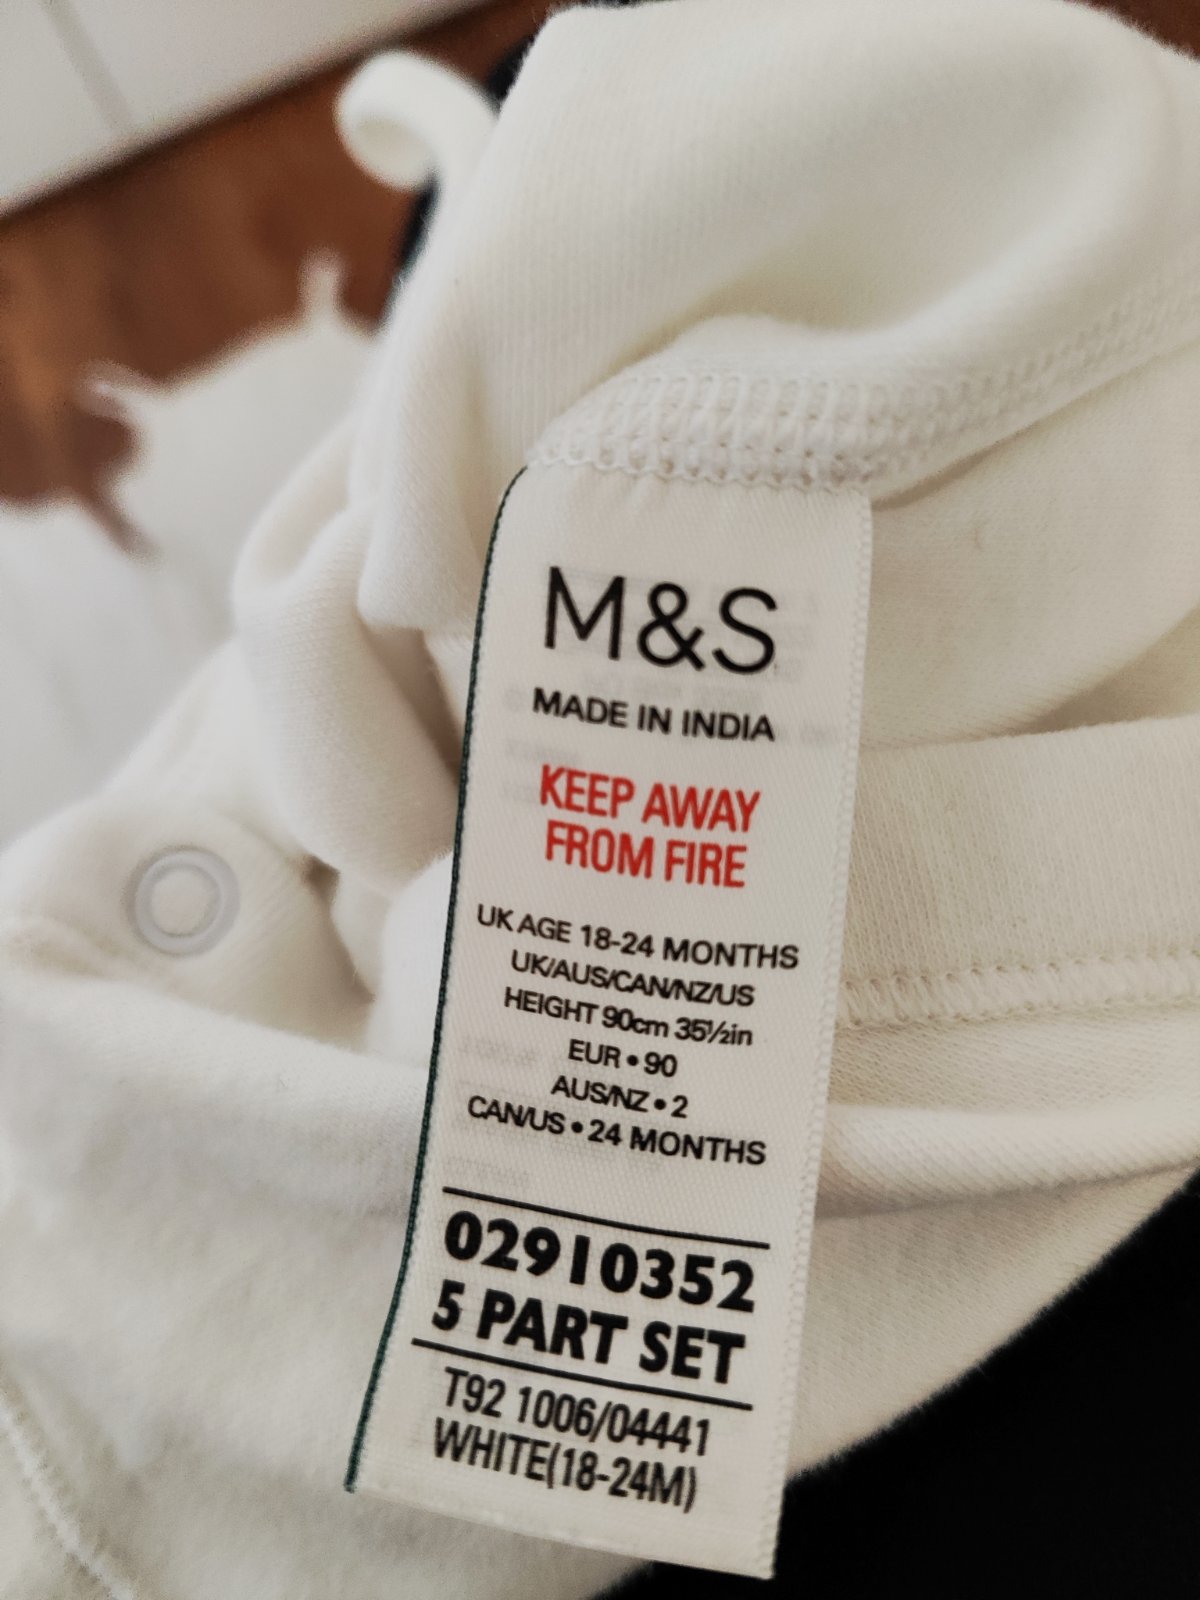 M&S
MADE IN INDIA
KEEP AWAY
FROM FIRE
UK AGE 18-24 MONTHS
UK/AUS/CAN/NZ/US
HEIGHT 90cm 35½in
EUR • 90
AUS/NZ • 2
CAN/US • 24 MONTHS
02910352
5 PART SET
T92 1006/04441
WHITE(18-24M)